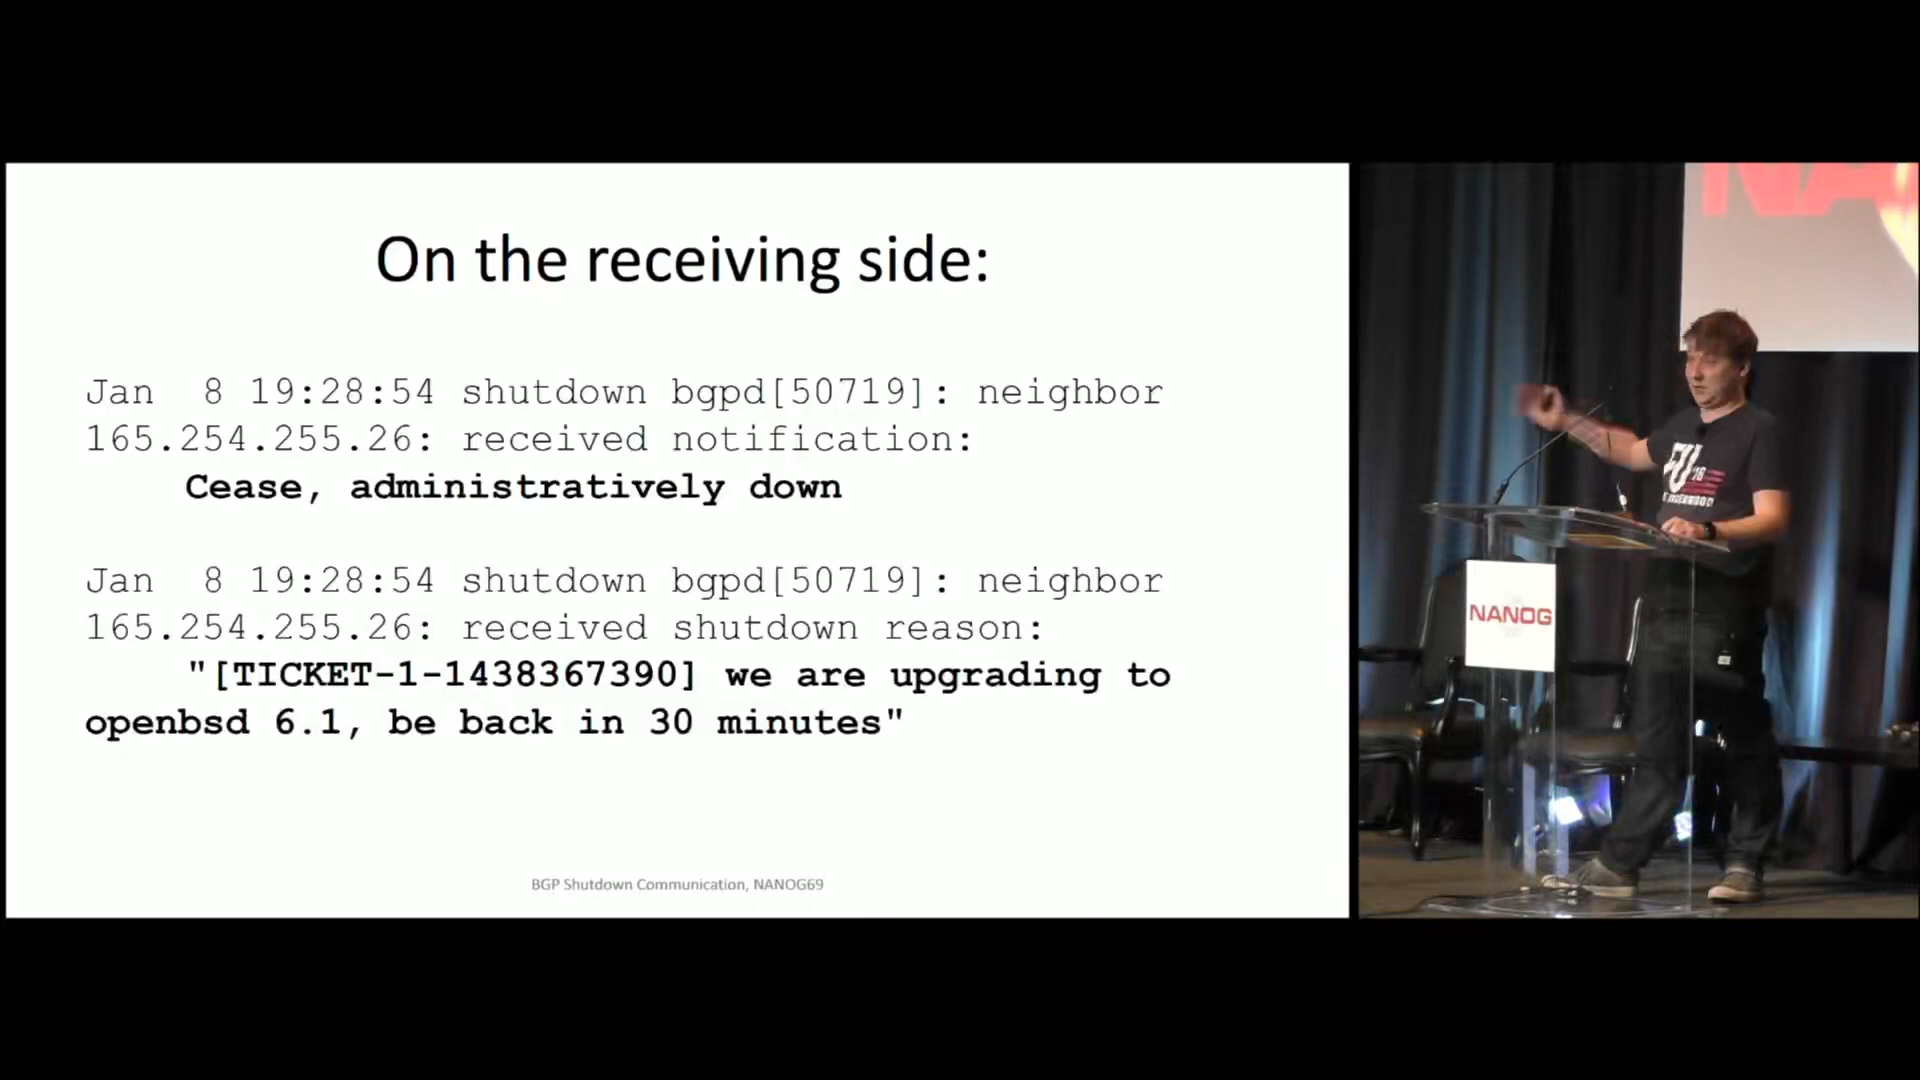 On the receiving side:
Jan  8 19:28:54 shutdown bgpd[50719]: neighbor
165.254.255.26: received notification:
Cease, administratively down
Jan  8 19:28:54 shutdown bgpd[50719]: neighbor
165.254.255.26: received shutdown reason:
"[TICKET-1-1438367390] we are upgrading to
openbsd 6.1, be back in 30 minutes"
BGP Shutdown Communication, NANOG69
NA
FU
'16
NANOG